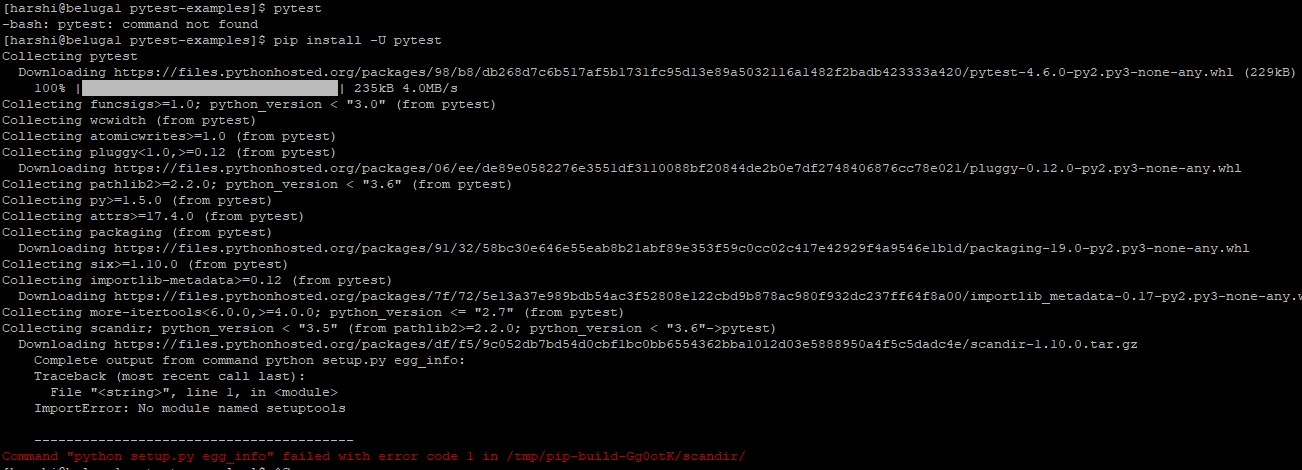 [harshi@belugal pytest-examples]$ pytest
-bash: pytest: command not found
[harshi@belugal pytest-examples]$ pip install -U pytest
Collecting pytest
Downloading https://files.pythonhosted.org/packages/98/b8/db268d7c6b517af5b1731fc95d13e89a5032116a1482f2badb423333a420/pytest-4.6.0-py2.py3-none-any.whl (229kB)
100% || 235kB 4.0MB/s
Collecting funcsigs>=1.0; python_version < "3.0" (from pytest)
Collecting wcwidth (from pytest)
Collecting atomicwrites>=1.0 (from pytest)
Collecting pluggy<1.0,>=0.12 (from pytest)
Downloading https://files.pythonhosted.org/packages/06/ee/de89e0582276e3551df3110088bf20844de2b0e7df2748406876cc78e021/pluggy-0.12.0-py2.py3-none-any.whl
Collecting pathlib2>=2.2.0; python_version < "3.6" (from pytest)
Collecting py>=1.5.0 (from pytest)
Collecting attrs>=17.4.0 (from pytest)
Collecting packaging (from pytest)
Downloading https://files.pythonhosted.org/packages/91/32/58bc30e646e55eab8b21abf89e353f59c0cc02c417e42929f4a9546e1b1d/packaging-19.0-py2.py3-none-any.whl
Collecting six>=1.10.0 (from pytest)
Collecting importlib-metadata>=0.12 (from pytest)
Downloading https://files.pythonhosted.org/packages/7f/72/5e13a37e989bdb54ac3f52808e122cbd9b878ac980f932dc237ff64f8a00/importlib_metadata-0.17-py2.py3-none-any.w
Collecting more-itertools<6.0.0,>=4.0.0; python_version <= "2.7" (from pytest)
Collecting scandir; python_version < "3.5" (from pathlib2>=2.2.0; python_version < "3.6"->pytest)
Downloading https://files.pythonhosted.org/packages/df/f5/9c052db7bd54d0cbf1bc0bb6554362bba1012d03e5888950a4f5c5dadc4e/scandir-1.10.0.tar.gz
Complete output from command python setup.py egg_info:
Traceback (most recent call last):
File "<string>", line 1, in <module>
ImportError: No module named setuptools
----------------------------------------
Command "python setup.py egg_info" failed with error code 1 in /tmp/pip-build-Gg0otK/scandir/